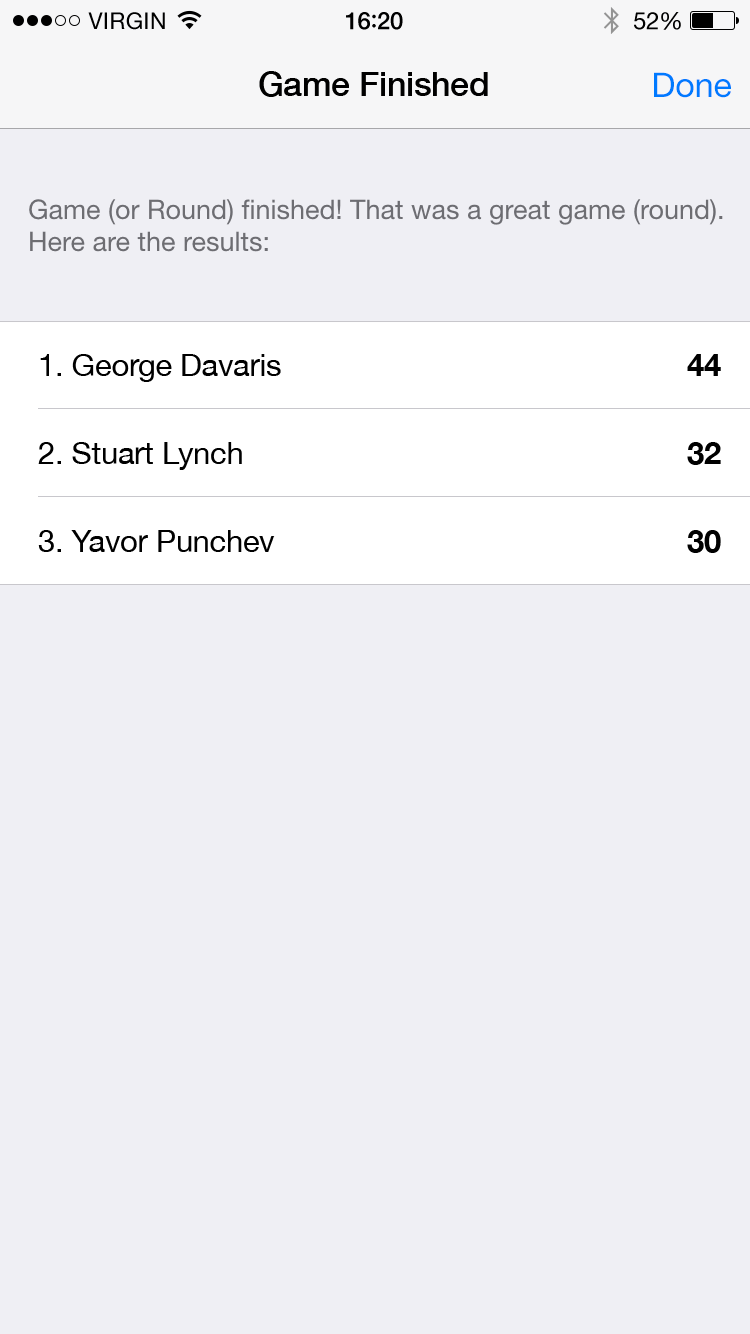 VIRGIN 16:20 52%
Game Finished Done
Game (or Round) finished! That was a great game (round).
Here are the results:
1. George Davaris 44
2. Stuart Lynch 32
3. Yavor Punchev 30